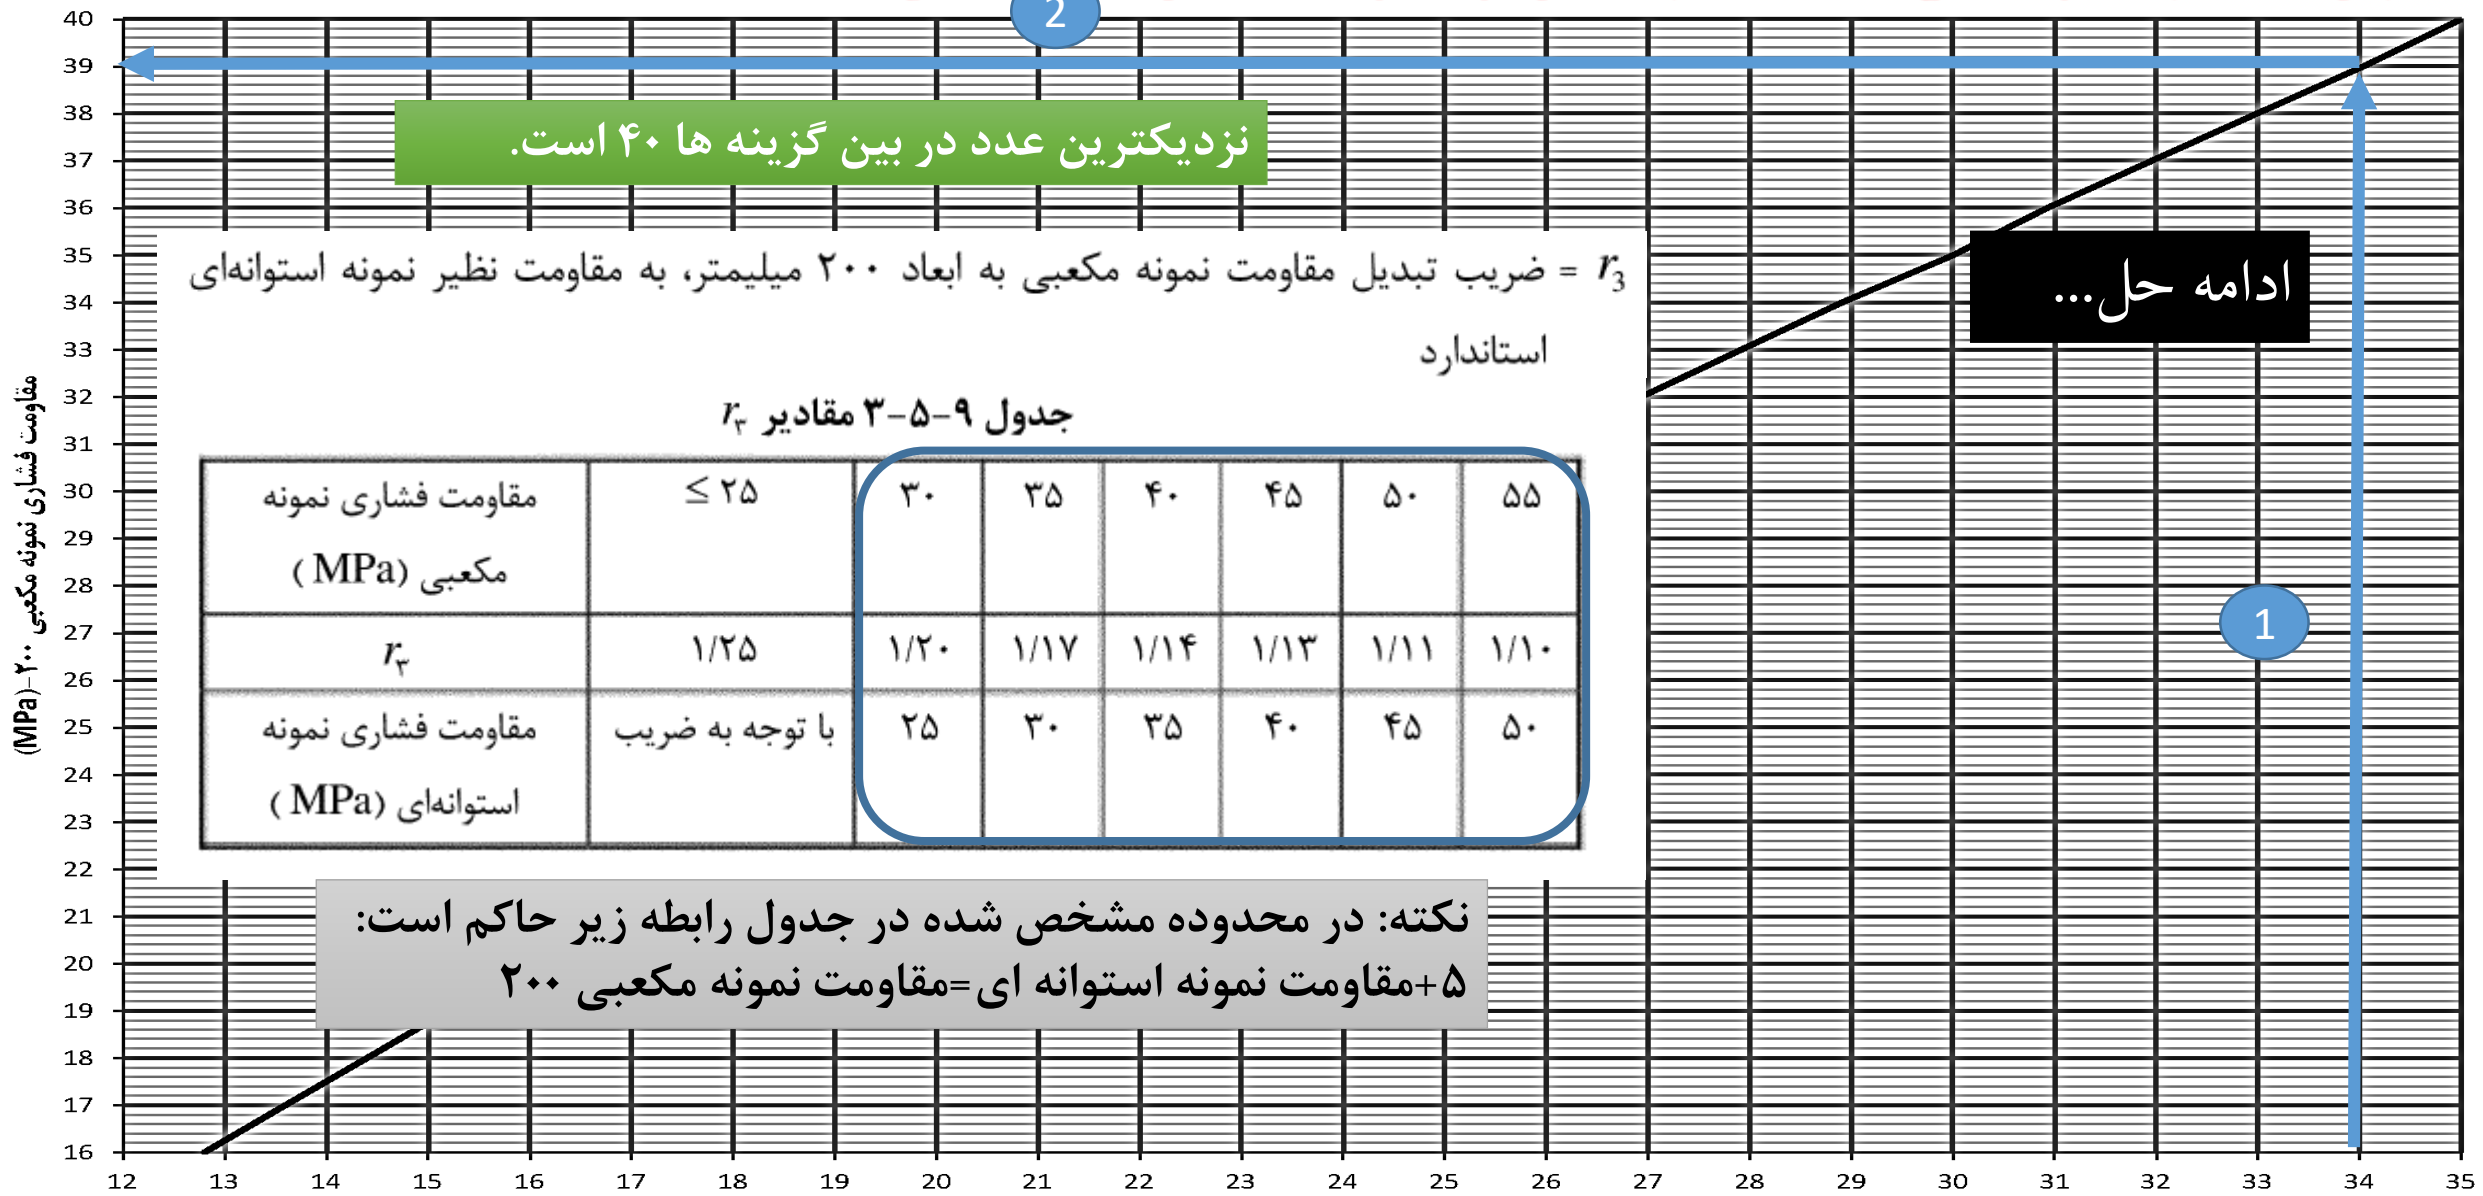 2
نزدیکترین عدد در بین گزینه ها ۴۰ است.
r3 = ضریب تبدیل مقاومت نمونه مکعبی به ابعاد ۲۰۰ میلیمتر، به مقاومت نظیر نمونه استوانه‌ای
استاندارد
ادامه حل...
جدول ۹-۵-۳ مقادیر r۳
مقاومت فشاری نمونه مکعبی (MPa) ≤ ۲۵ ۳۰ ۳۵ ۴۰ ۴۵ ۵۰ ۵۵
r۳ ۱/۲۵ ۱/۲۰ ۱/۱۷ ۱/۱۴ ۱/۱۳ ۱/۱۱ ۱/۱۰
مقاومت فشاری نمونه استوانه‌ای (MPa) با توجه به ضریب ۲۵ ۳۰ ۳۵ ۴۰ ۴۵ ۵۰
1
نکته: در محدوده مشخص شده در جدول رابطه زیر حاکم است:
۵+مقاومت نمونه استوانه ای=مقاومت نمونه مکعبی ۲۰۰
مقاومت فشاری نمونه مکعبی ۲۰۰-(MPa)
40
39
38
37
36
35
34
33
32
31
30
29
28
27
26
25
24
23
22
21
20
19
18
17
16
12 13 14 15 16 17 18 19 20 21 22 23 24 25 26 27 28 29 30 31 32 33 34 35